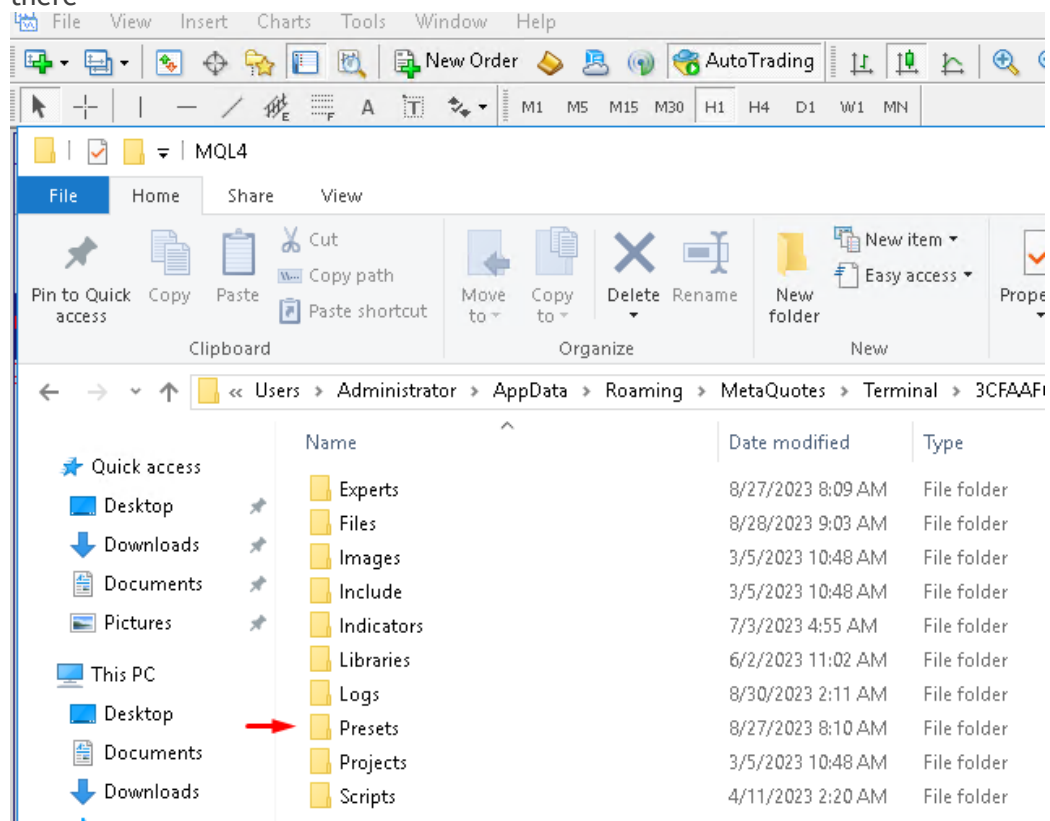 there
File View Insert Charts Tools Window Help
New Order AutoTrading
A T M1 M5 M15 M30 H1 H4 D1 W1 MN
E F
MQL4
File Home Share View
Pin to Quick access Copy Paste
Cut
Copy path
Paste shortcut
Clipboard
Move to Copy to Delete Rename
Organize
New folder
New item
Easy access
New
« Users > Administrator > AppData > Roaming > MetaQuotes > Terminal >
Name Date modified Type
Quick access
Desktop
Downloads
Documents
Pictures
This PC
Desktop
Documents
Downloads
Experts 8/27/2023 8:09 AM File folder
Files 8/28/2023 9:03 AM File folder
Images 3/5/2023 10:48 AM File folder
Include 3/5/2023 10:48 AM File folder
Indicators 7/3/2023 4:55 AM File folder
Libraries 6/2/2023 11:02 AM File folder
Logs 8/30/2023 2:11 AM File folder
Presets 8/27/2023 8:10 AM File folder
Projects 3/5/2023 10:48 AM File folder
Scripts 4/11/2023 2:20 AM File folder